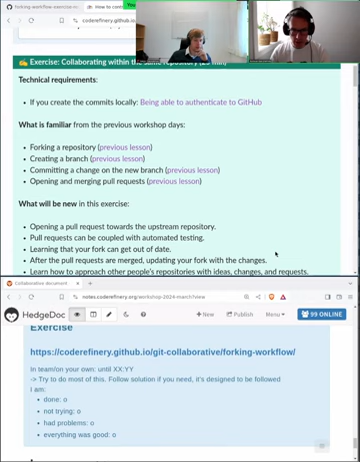 forking-workflow-exercise-re
How to cont
coderefinery.github.io
Exercise: Collaborating within the same repository (25 min)
Technical requirements:
If you create the commits locally: Being able to authenticate to GitHub
What is familiar from the previous workshop days:
Forking a repository (previous lesson)
Creating a branch (previous lesson)
Committing a change on the new branch (previous lesson)
Opening and merging pull requests (previous lesson)
What will be new in this exercise:
Opening a pull request towards the upstream repository.
Pull requests can be coupled with automated testing.
Learning that your fork can get out of date.
After the pull requests are merged, updating your fork with the changes.
Learn how to approach other people's repositories with ideas, changes, and requests.
Collaborative document
notes.coderefinery.org/workshop-2024-march?view
HedgeDoc
New
Publish
Menu
99 ONLINE
Exercise
https://coderefinery.github.io/git-collaborative/forking-workflow/
In team/on your own: until XX:YY
-> Try to do most of this. Follow solution if you need, it's designed to be followed
I am:
done: o
not trying: o
had problems: o
everything was good: o